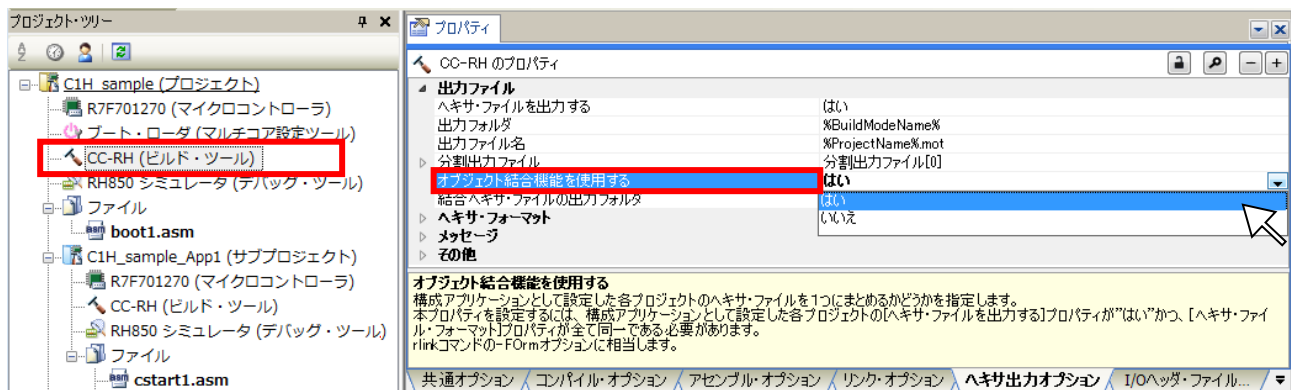 プロジェクト・ツリー
C1H_sample (プロジェクト)
R7F701270 (マイクロコントローラ)
ブート・ローダ (マルチコア設定ツール)
CC-RH (ビルド・ツール)
RH850 シミュレータ (デバッグ・ツール)
ファイル
boot1.asm
C1H_sample_App1 (サブプロジェクト)
R7F701270 (マイクロコントローラ)
CC-RH (ビルド・ツール)
RH850 シミュレータ (デバッグ・ツール)
ファイル
cstart1.asm
プロパティ
CC-RH のプロパティ
出力ファイル
ヘキサ・ファイルを出力する はい
出力フォルダ %BuildModeName%
出力ファイル名 %ProjectName%.mot
分割出力ファイル 分割出力ファイル[0]
オブジェクト結合機能を使用する はい
結合ヘキサ・ファイルの出力フォルダ はい
ヘキサ・フォーマット いいえ
メッセージ
その他
オブジェクト結合機能を使用する
構成アプリケーションとして設定した各プロジェクトのヘキサ・ファイルを1つにまとめるかどうかを指定します。
本プロパティを設定するには、構成アプリケーションとして設定した各プロジェクトの[ヘキサ・ファイルを出力する]プロパティが"はい"かつ、[ヘキサ・ファイ
ル・フォーマット]プロパティが全て同一である必要があります。
rlinkコマンドの-FOrmオプションに相当します。
共通オプション コンパイル・オプション アセンブル・オプション リンク・オプション ヘキサ出力オプション I/Oヘッダ・ファイル...